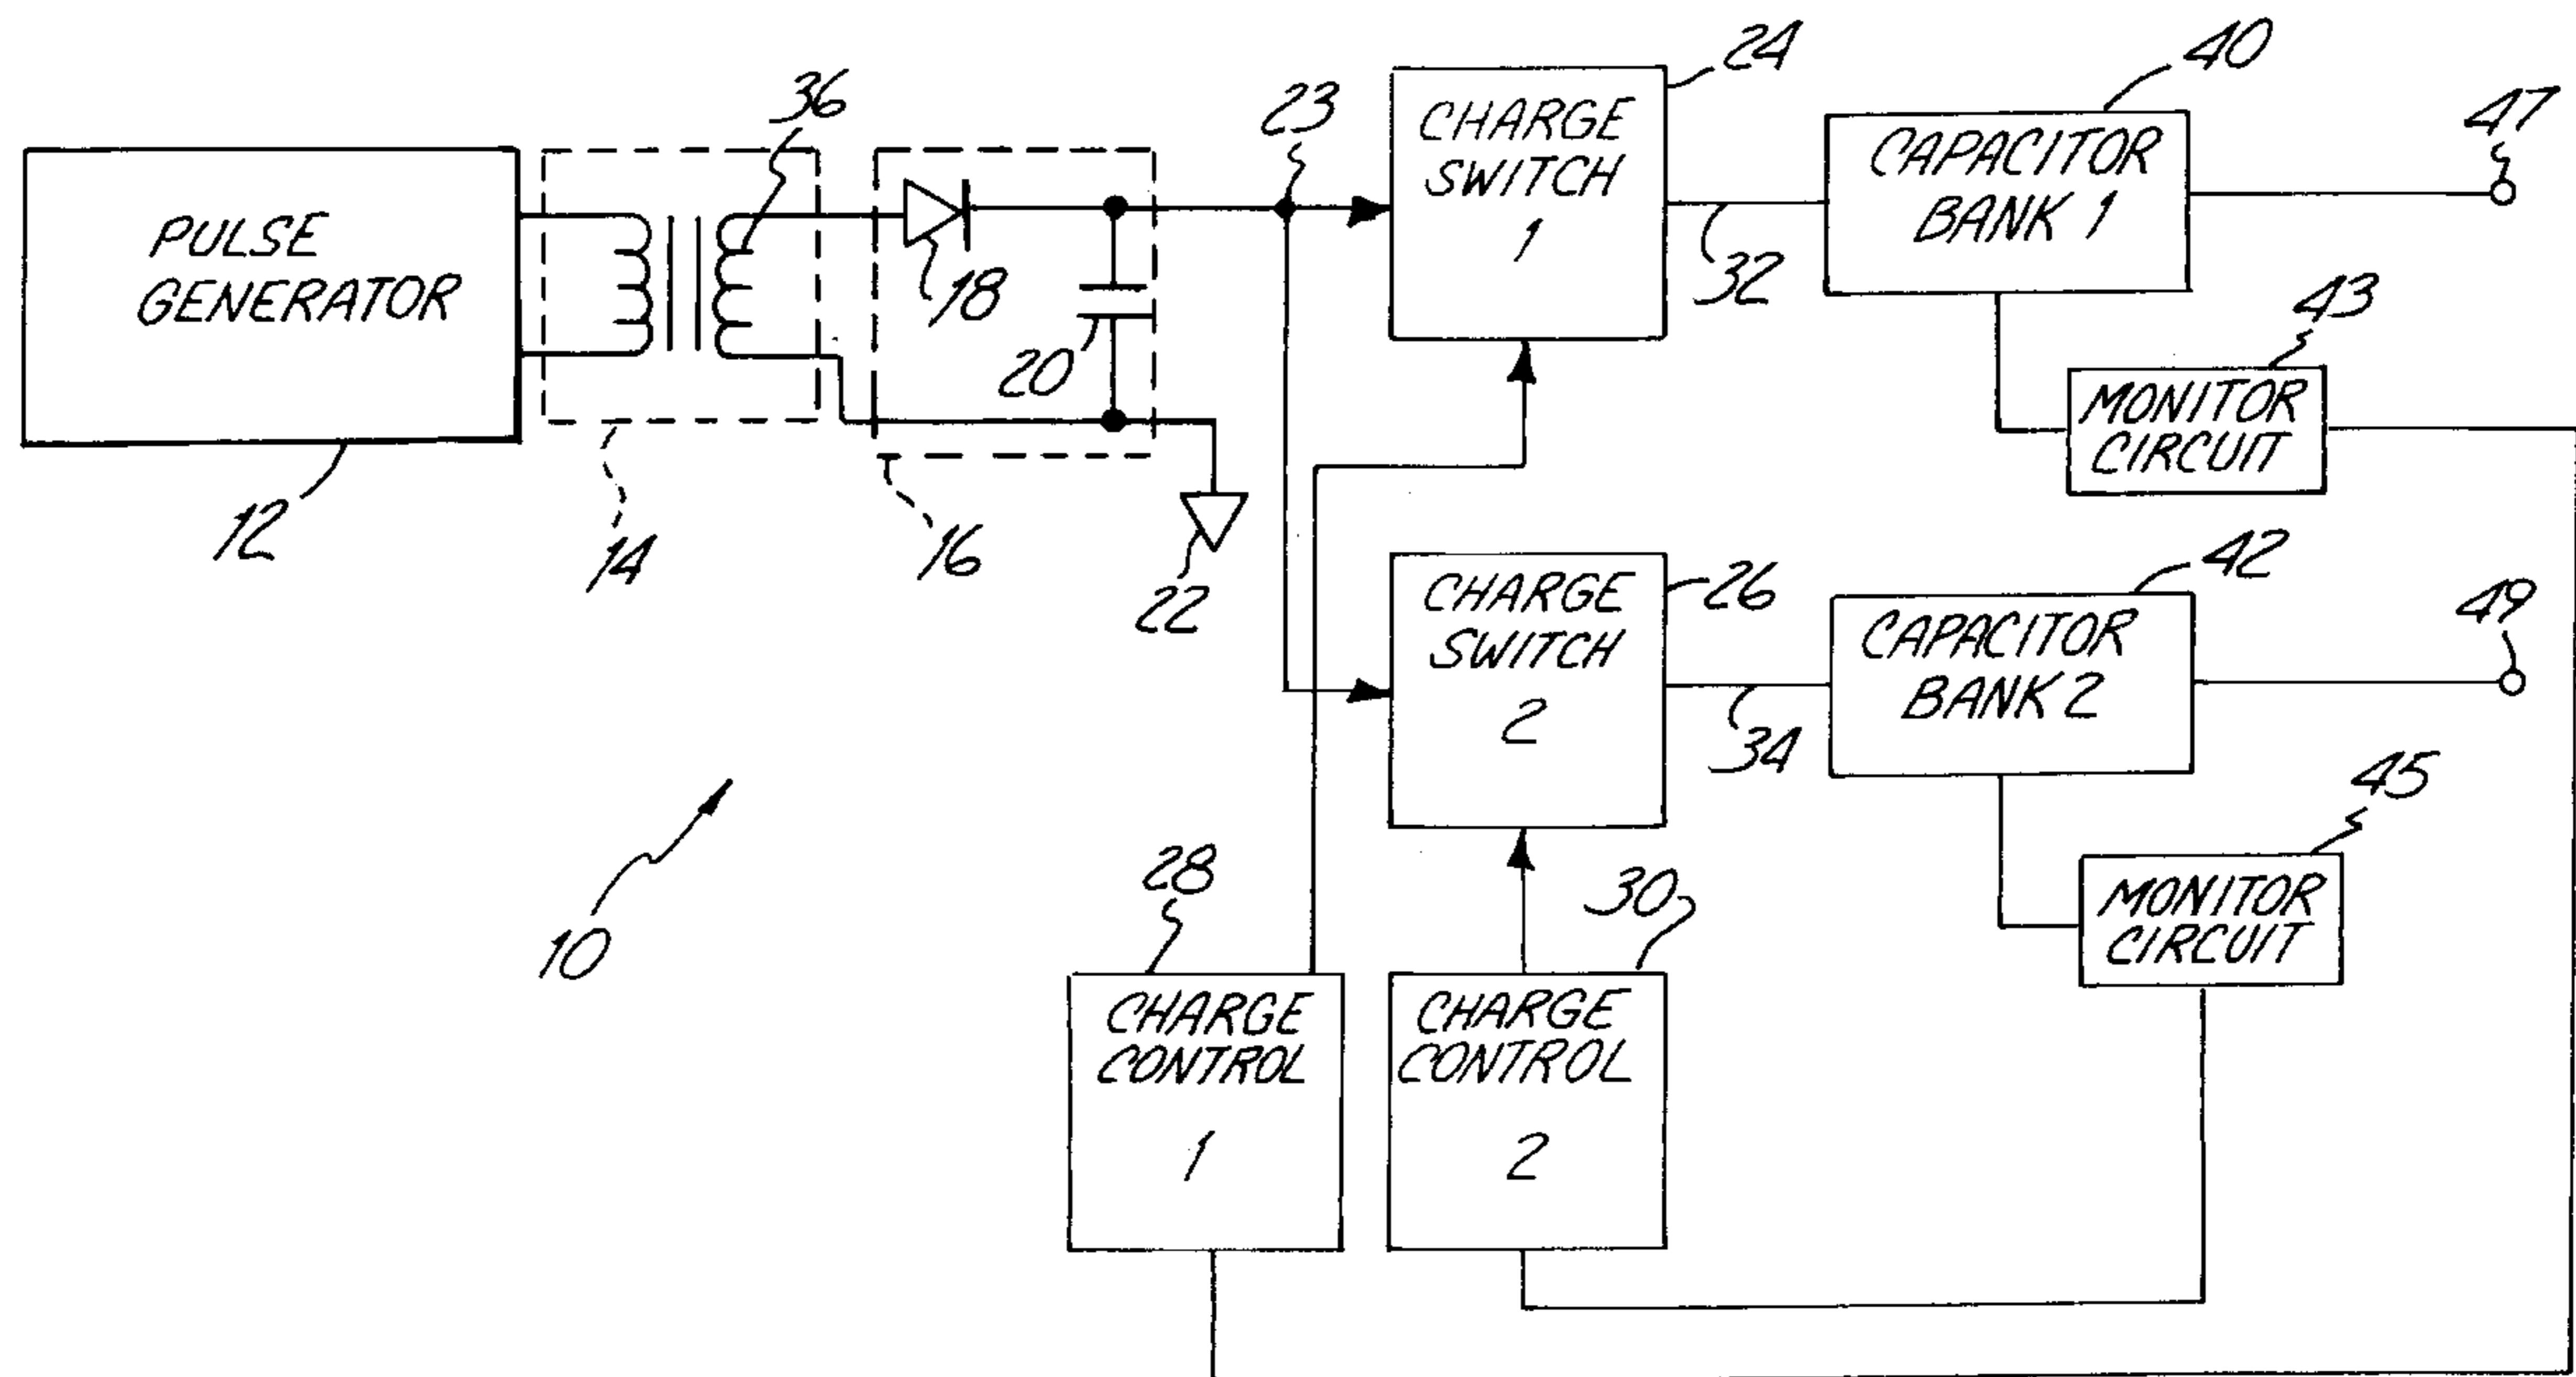 PULSE
GENERATOR
12
14
36
16
18
20
22
23
CHARGE
SWITCH
1
24
32
CAPACITOR
BANK 1
40
47
MONITOR
CIRCUIT
43
CHARGE
SWITCH
2
26
34
CAPACITOR
BANK 2
42
49
MONITOR
CIRCUIT
45
10
CHARGE
CONTROL
1
28
CHARGE
CONTROL
2
30